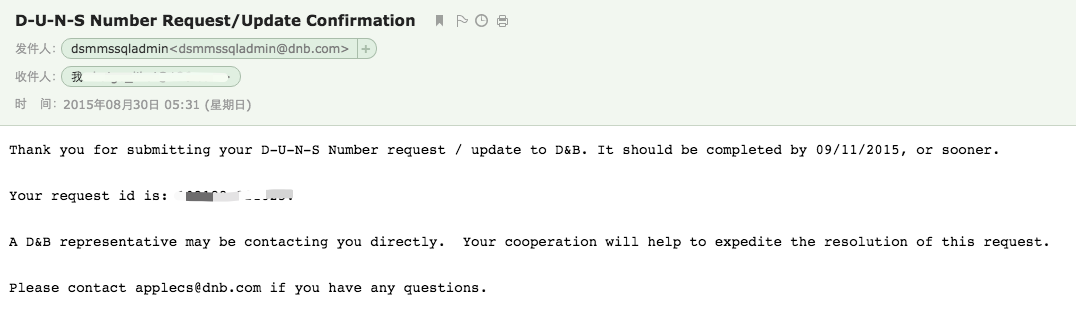 D-U-N-S Number Request/Update Confirmation
发件人: dsmmssqladmin<dsmmssqladmin@dnb.com> +
收件人: 我
时 间: 2015年08月30日 05:31 (星期日)
Thank you for submitting your D-U-N-S Number request / update to D&B. It should be completed by 09/11/2015, or sooner.
Your request id is:
A D&B representative may be contacting you directly.  Your cooperation will help to expedite the resolution of this request.
Please contact applecs@dnb.com if you have any questions.